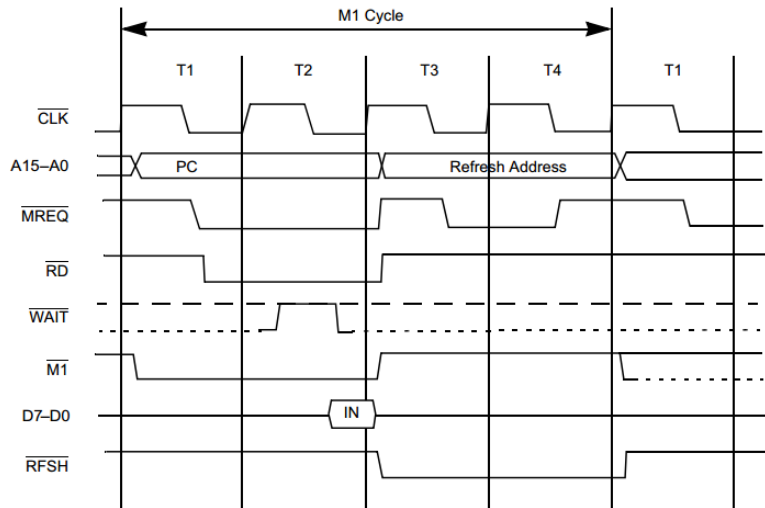 M1 Cycle
T1 T2 T3 T4 T1
CLK
A15–A0 PC Refresh Address
MREQ
RD
WAIT
M1
D7–D0 IN
RFSH